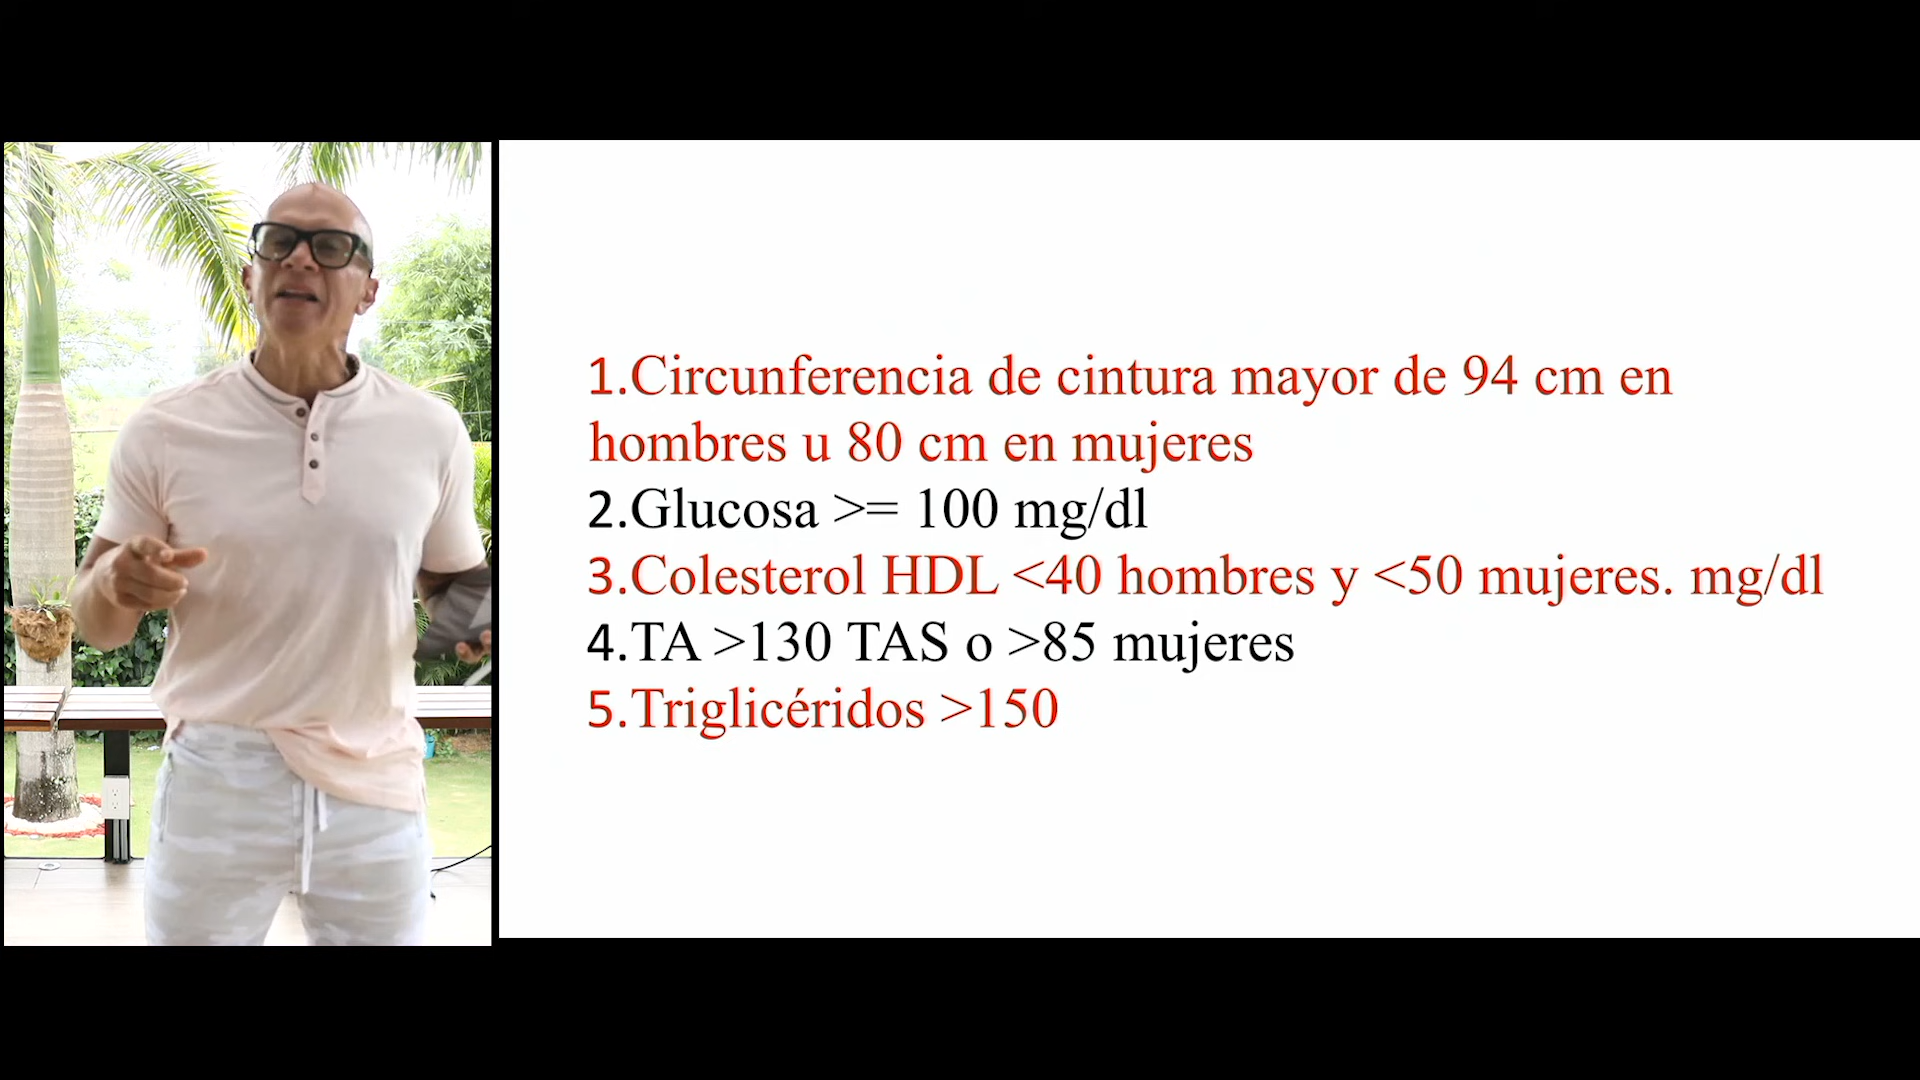 1.Circunferencia de cintura mayor de 94 cm en
hombres u 80 cm en mujeres
2.Glucosa >= 100 mg/dl
3.Colesterol HDL <40 hombres y <50 mujeres. mg/dl
4.TA >130 TAS o >85 mujeres
5.Triglicéridos >150